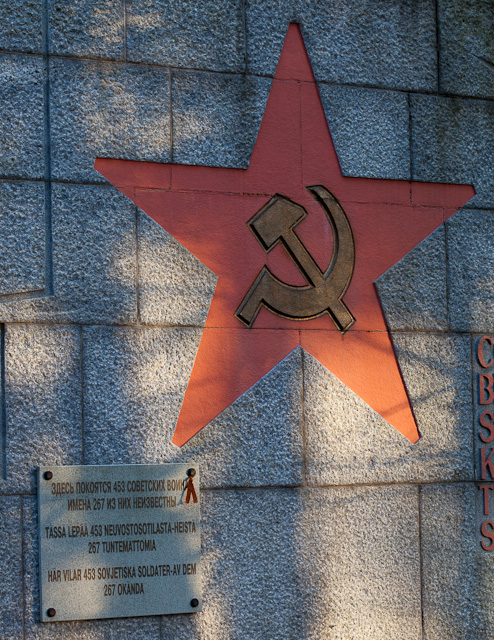 ЗДЕСЬ ПОКОЯТСЯ 453 СОВЕТСКИХ
ИМЕНА 267 ИЗ НИХ НЕИЗВЕСТНЫ
TÄSSÄ LEPÄÄ 453 NEUVOSTOSOTILASTA-HEISTÄ
267 TUNTEMATTOMIA
HÄR VILAR 453 SOVJETISKA SOLDATER-AV DEM
267 OKÄNDA
С
В
S
К
Т
S